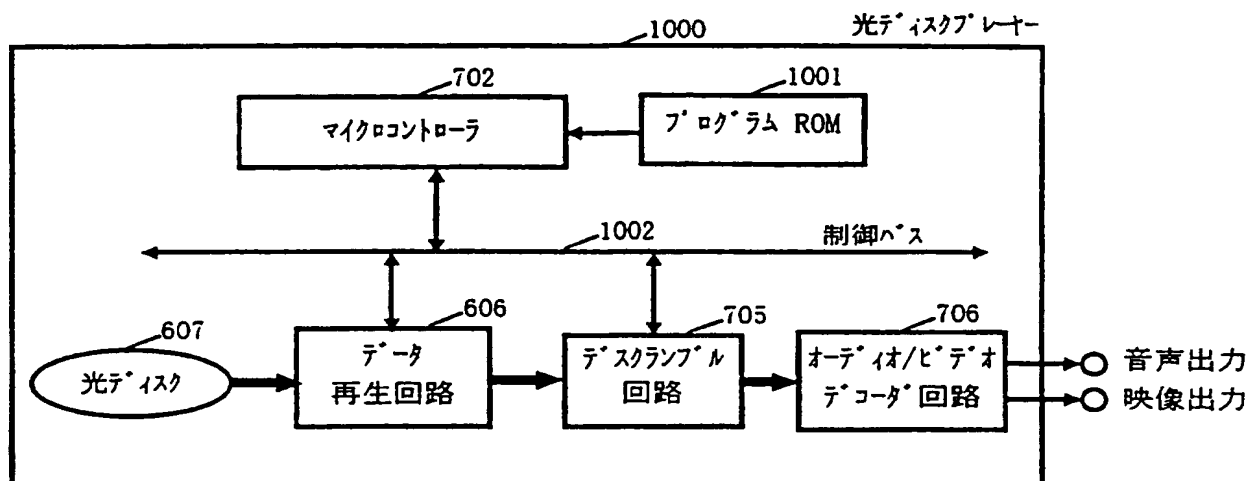 1000
光ディスクプレーヤー
702
マイクロコントローラ
1001
プログラム ROM
1002
制御バス
607
光ディスク
606
データ
再生回路
705
デスクランブル
回路
706
オーディオ/ビデオ
デコーダ回路
音声出力
映像出力